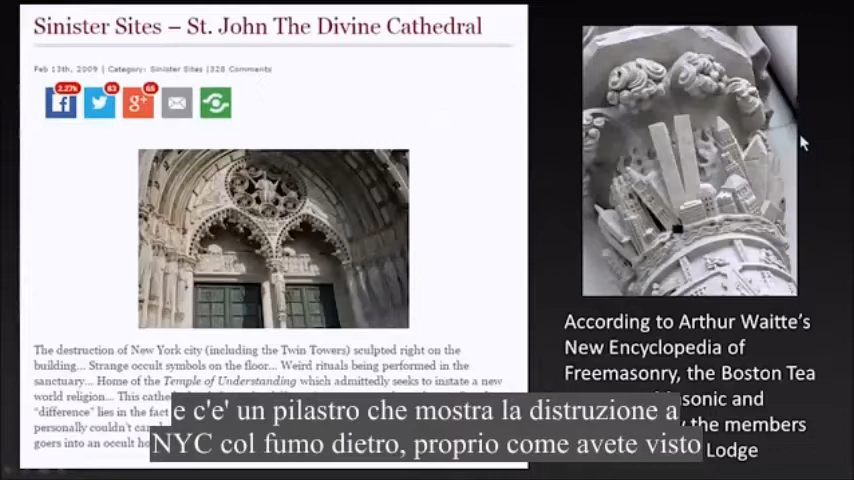 Sinister Sites – St. John The Divine Cathedral
Feb 13th, 2009 | Category: Sinister Sites |328 Comments
2.27k
83
65
The destruction of New York city (including the Twin Towers) sculpted right on the
building... Strange occult symbols on the floor... Weird rituals being performed in the
sanctuary... Home of the Temple of Understanding which admittedly seeks to instate a new
world religion... This cathe
"difference" lies in the fact
personally couldn't
goers into an occult
According to Arthur Waitte's
New Encyclopedia of
Freemasonry, the Boston Tea
sonic and
the members
Lodge
e c'e' un pilastro che mostra la distruzione a
NYC col fumo dietro, proprio come avete visto